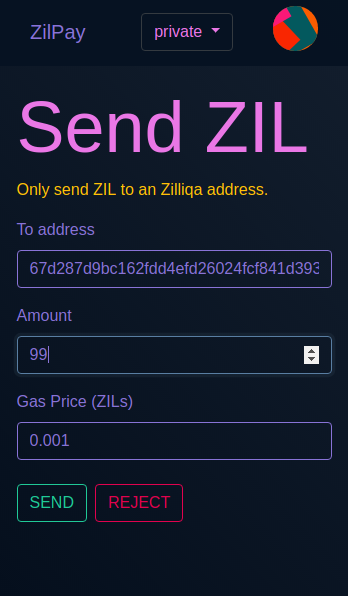 ZilPay
private
Send ZIL
Only send ZIL to an Zilliqa address.
To address
67d287d9bc162fdd4efd26024fcf841d393
Amount
99
Gas Price (ZILs)
0.001
SEND REJECT